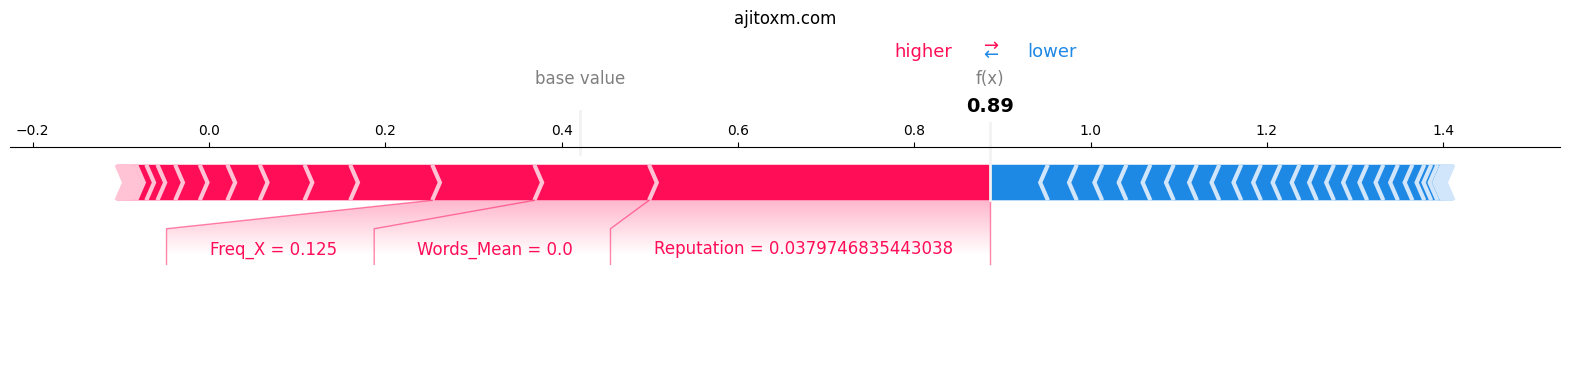 ajitoxm.com
higher ⇄ lower
base value f(x)
0.89
−0.2 0.0 0.2 0.4 0.6 0.8 1.0 1.2 1.4
Freq_X = 0.125 Words_Mean = 0.0 Reputation = 0.0379746835443038